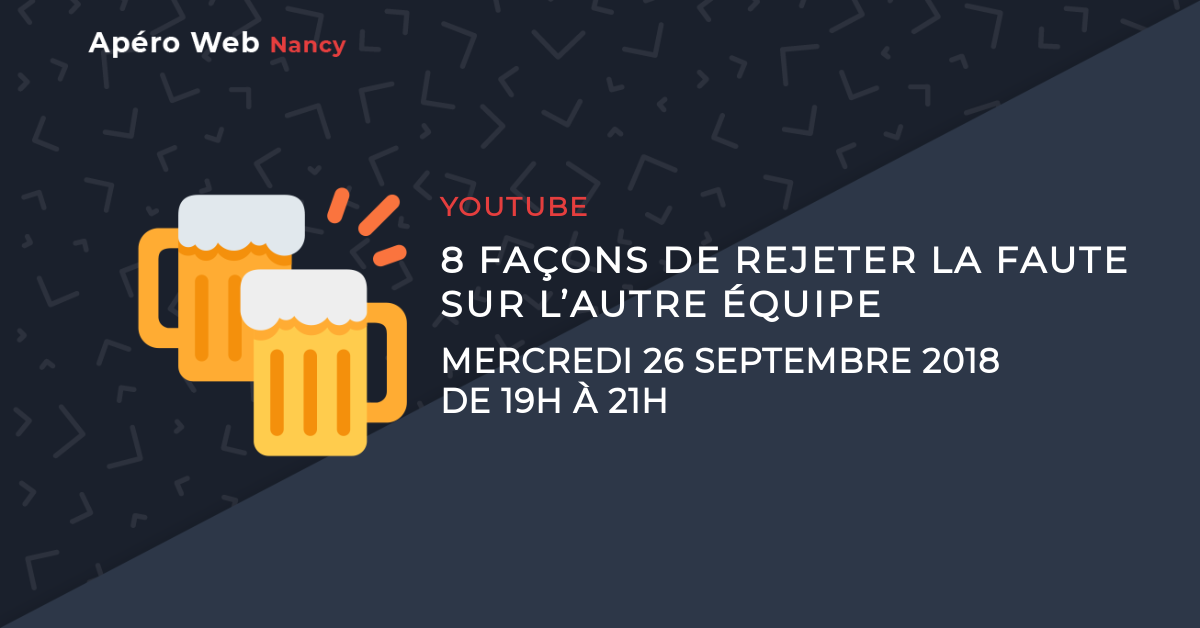 Apéro Web Nancy
YOUTUBE
8 FAÇONS DE REJETER LA FAUTE
SUR L’AUTRE ÉQUIPE
MERCREDI 26 SEPTEMBRE 2018
DE 19H À 21H